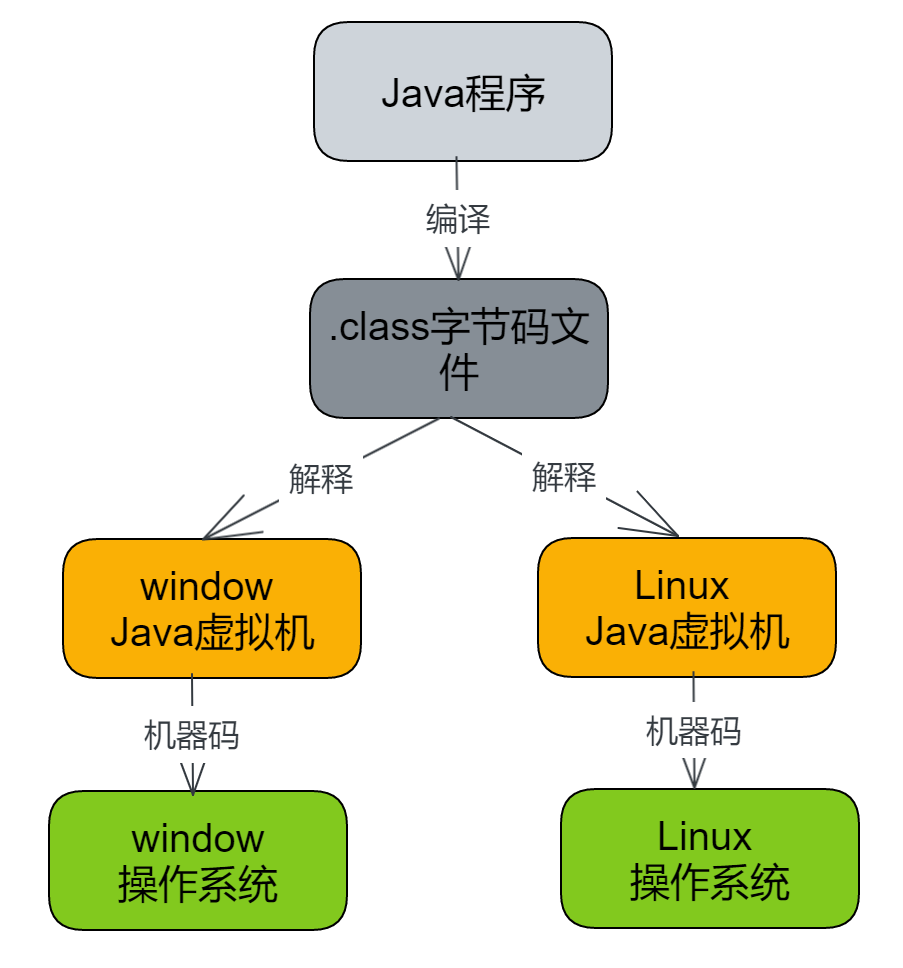 Java程序
编译
.class字节码文
件
解释
解释
window
Java虚拟机
Linux
Java虚拟机
机器码
机器码
window
操作系统
Linux
操作系统